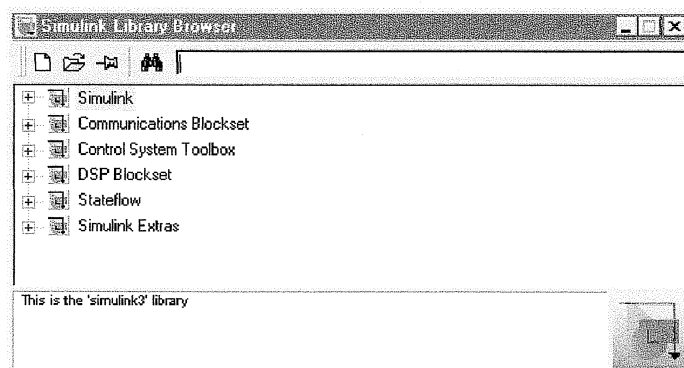 Simulink Library Browser
Simulink
Communications Blockset
Control System Toolbox
DSP Blockset
Stateflow
Simulink Extras
This is the 'simulink3' library